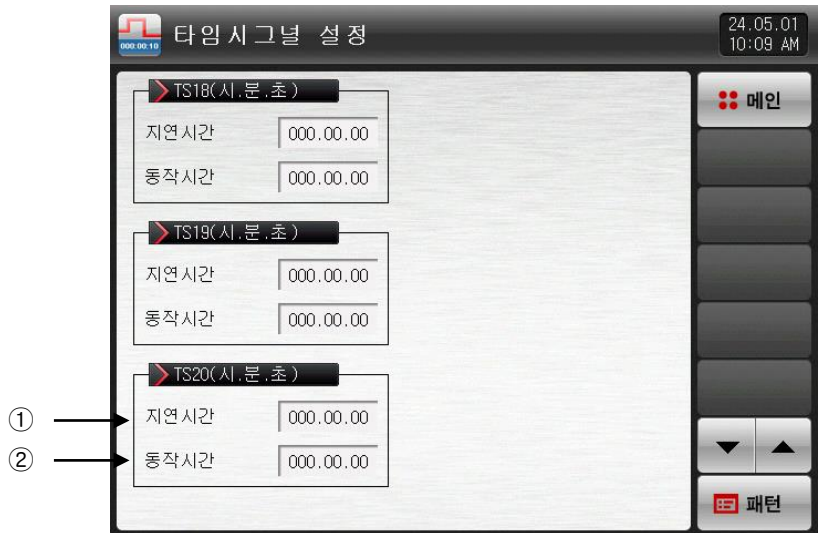 000:00:10
타임시그널 설정
24.05.01
10:09 AM
TS18(시.분.초)
지연시간 000.00.00
동작시간 000.00.00
TS19(시.분.초)
지연시간 000.00.00
동작시간 000.00.00
TS20(시.분.초)
① 지연시간 000.00.00
② 동작시간 000.00.00
메인
패턴